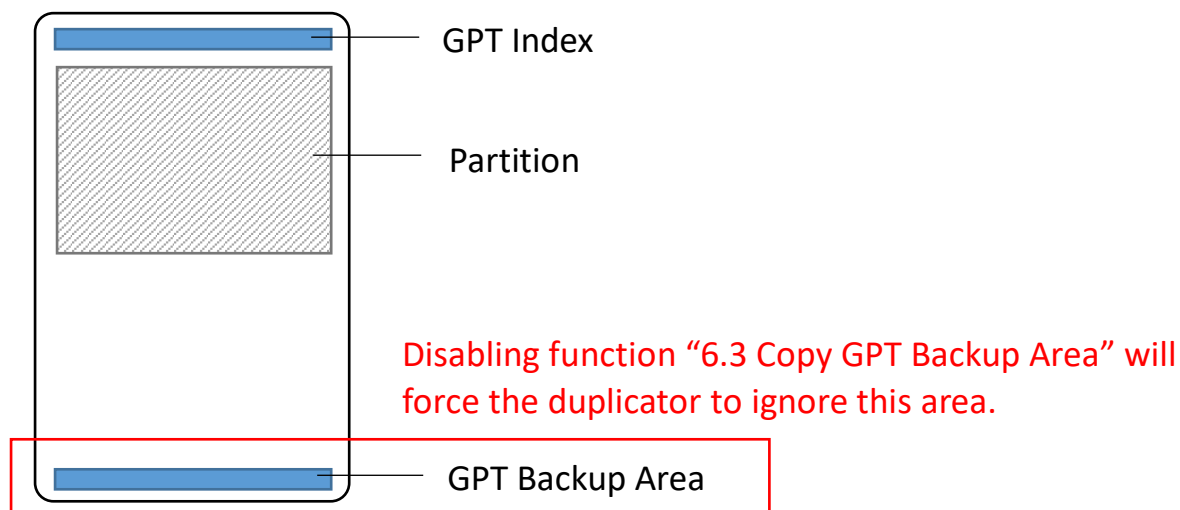 GPT Index
Partition
Disabling function “6.3 Copy GPT Backup Area” will
force the duplicator to ignore this area.
GPT Backup Area